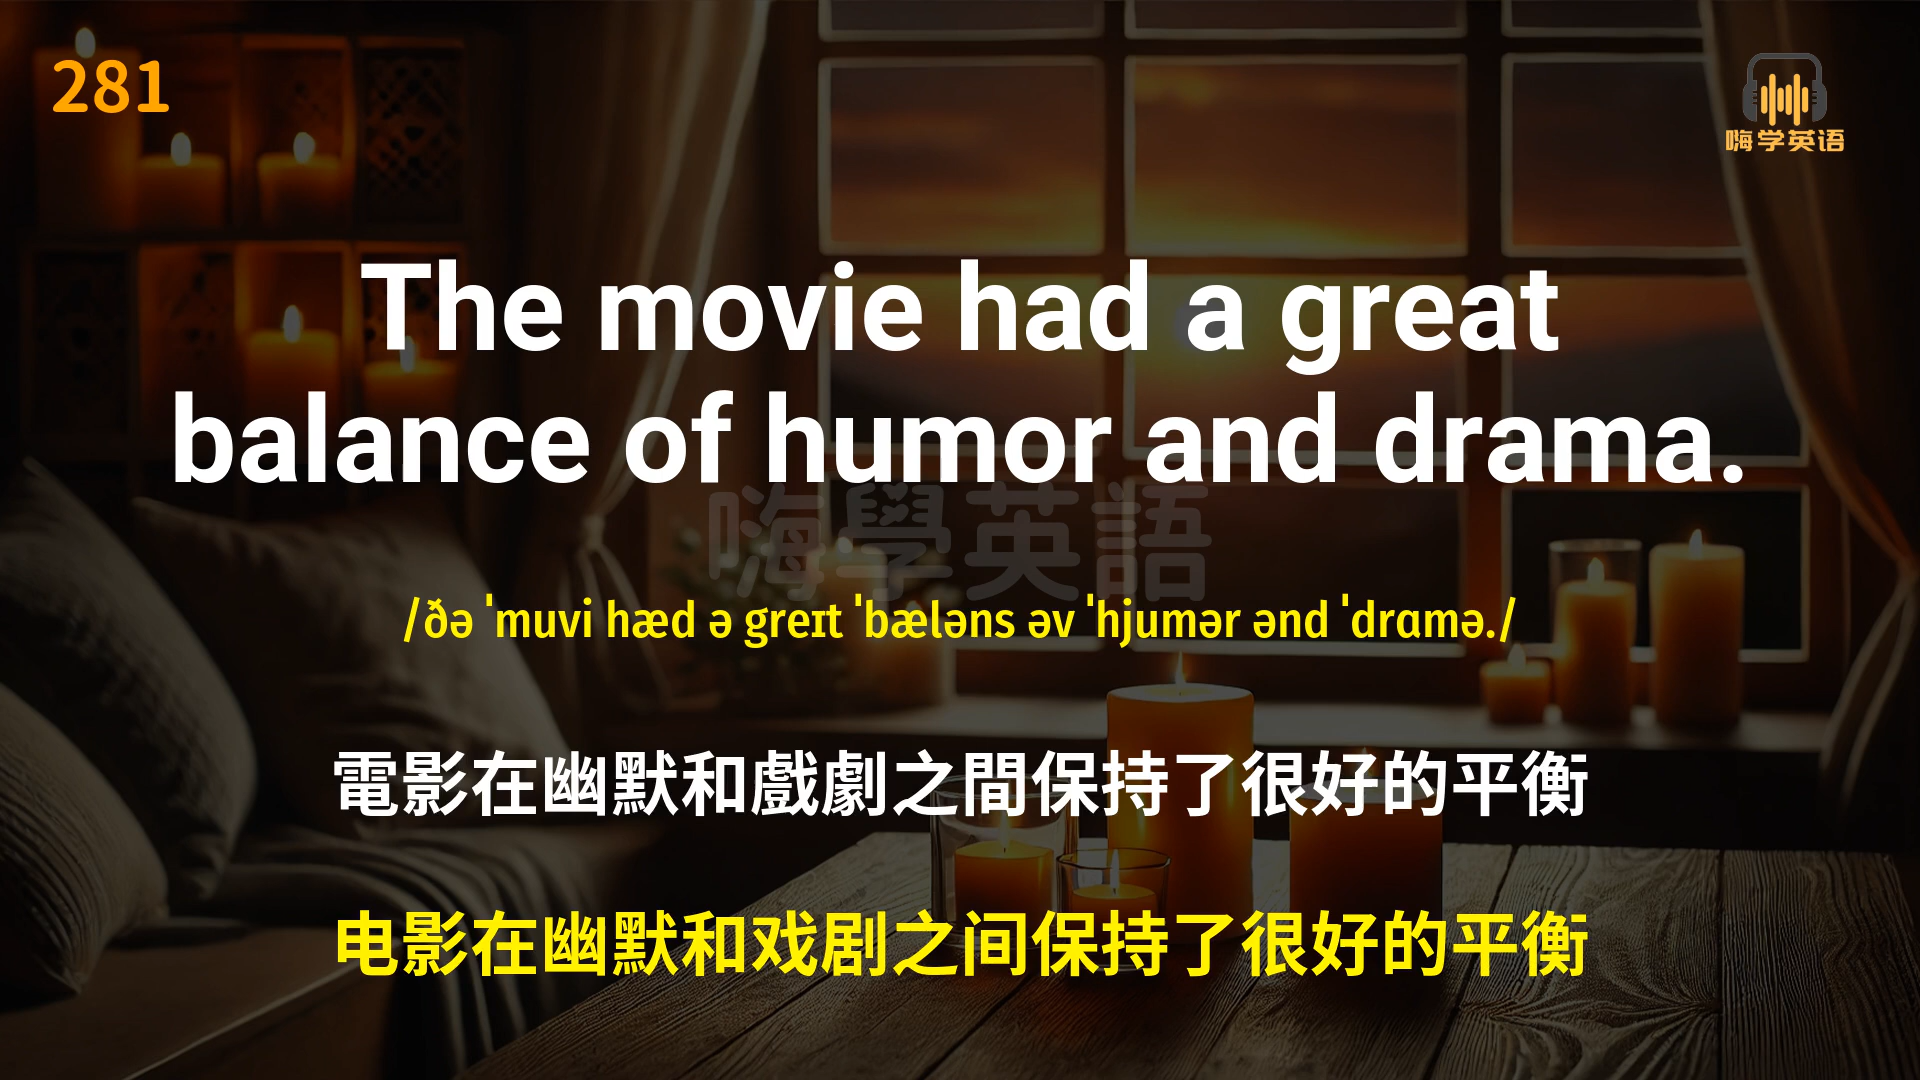 281
嗨学英语
The movie had a great
balance of humor and drama.
嗨學英語
/ðə ˈmuvi hæd ə ɡreɪt ˈbæləns əv ˈhjumər ənd ˈdrɑmə./
電影在幽默和戲劇之間保持了很好的平衡
电影在幽默和戏剧之间保持了很好的平衡